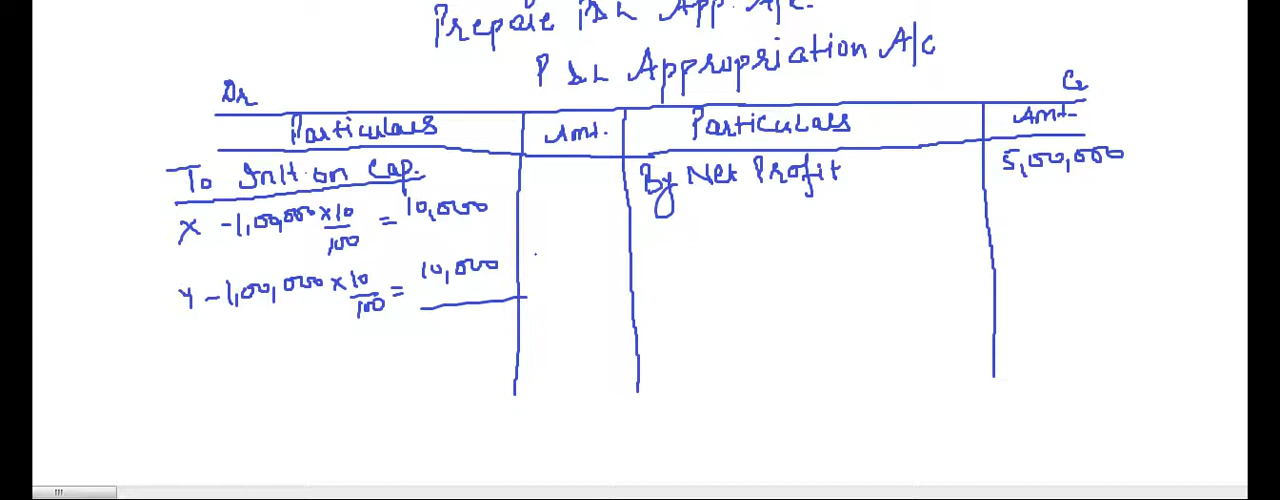 Prepare P&L App. A/c.
P&L Appropriation A/c
Dr Cr
Particulars Amt. Particulars Amt.
To Intt. on Cap. By Net Profit 5,00,000
X - 1,00,000 × 10/100 = 10,000
Y - 1,00,000 × 10/100 = 10,000